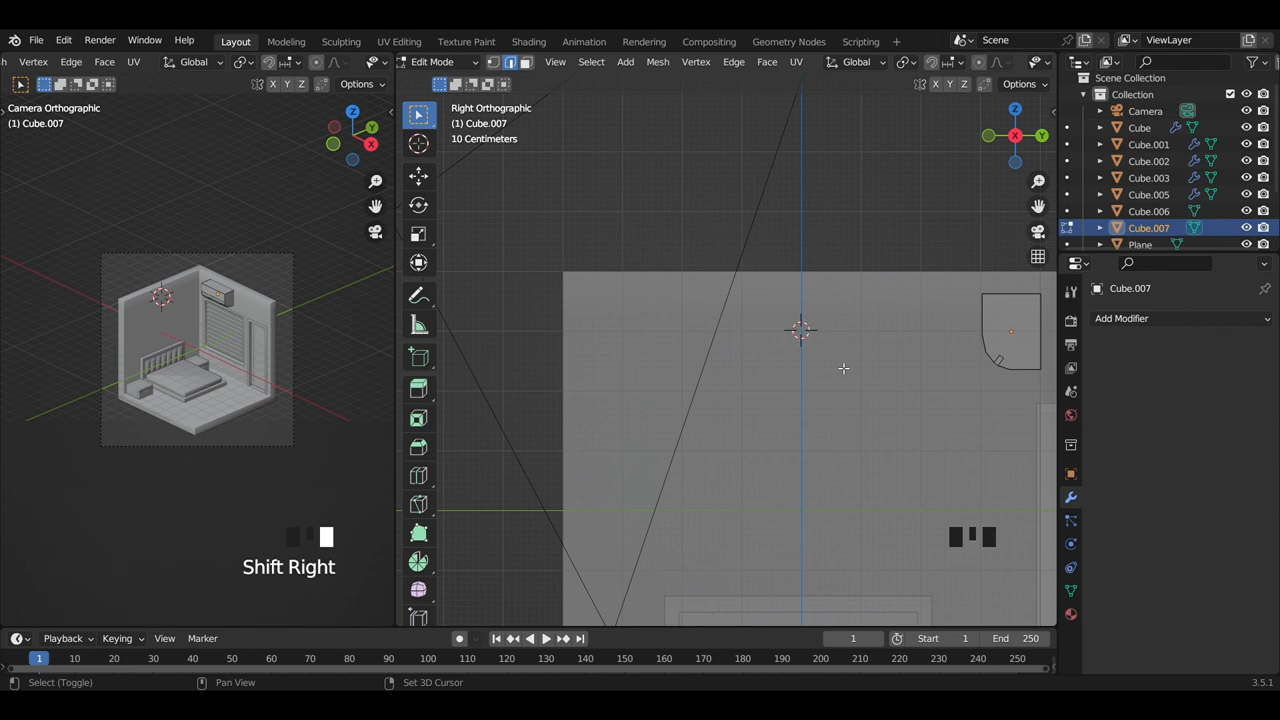 File Edit Render Window Help Layout Modeling Sculpting UV Editing Texture Paint Shading Animation Rendering Compositing Geometry Nodes Scripting + Scene ViewLayer
h Vertex Edge Face UV Global Edit Mode View Select Add Mesh Vertex Edge Face UV Global
X Y Z Options X Y Z Options
Scene Collection
Collection
Camera
Cube
Cube.001
Cube.002
Cube.003
Cube.005
Cube.006
Cube.007
Plane
Camera Orthographic
(1) Cube.007
Z
Y
X
Right Orthographic
(1) Cube.007
10 Centimeters
Z
X
Y
Cube.007
Add Modifier
Shift Right
Playback Keying View Marker 1 Start 1 End 250
1 10 20 30 40 50 60 70 80 90 100 110 120 130 140 150 160 170 180 190 200 210 220 230 240 250
Select (Toggle) Pan View Set 3D Cursor 3.5.1